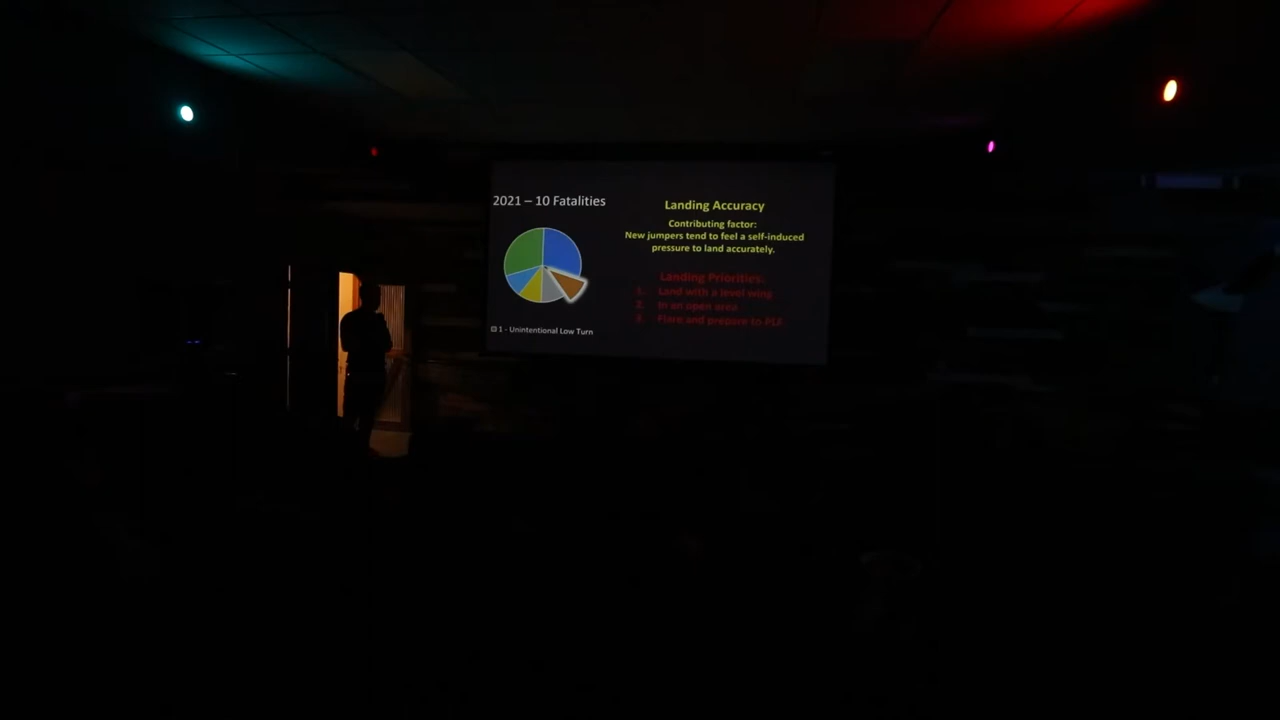 2021 – 10 Fatalities
1 - Unintentional Low Turn
Landing Accuracy
Contributing factor:
New jumpers tend to feel a self-induced
pressure to land accurately.
Landing Priorities:
1. Land with a level wing
2. In an open area
3. Flare and prepare to PLF